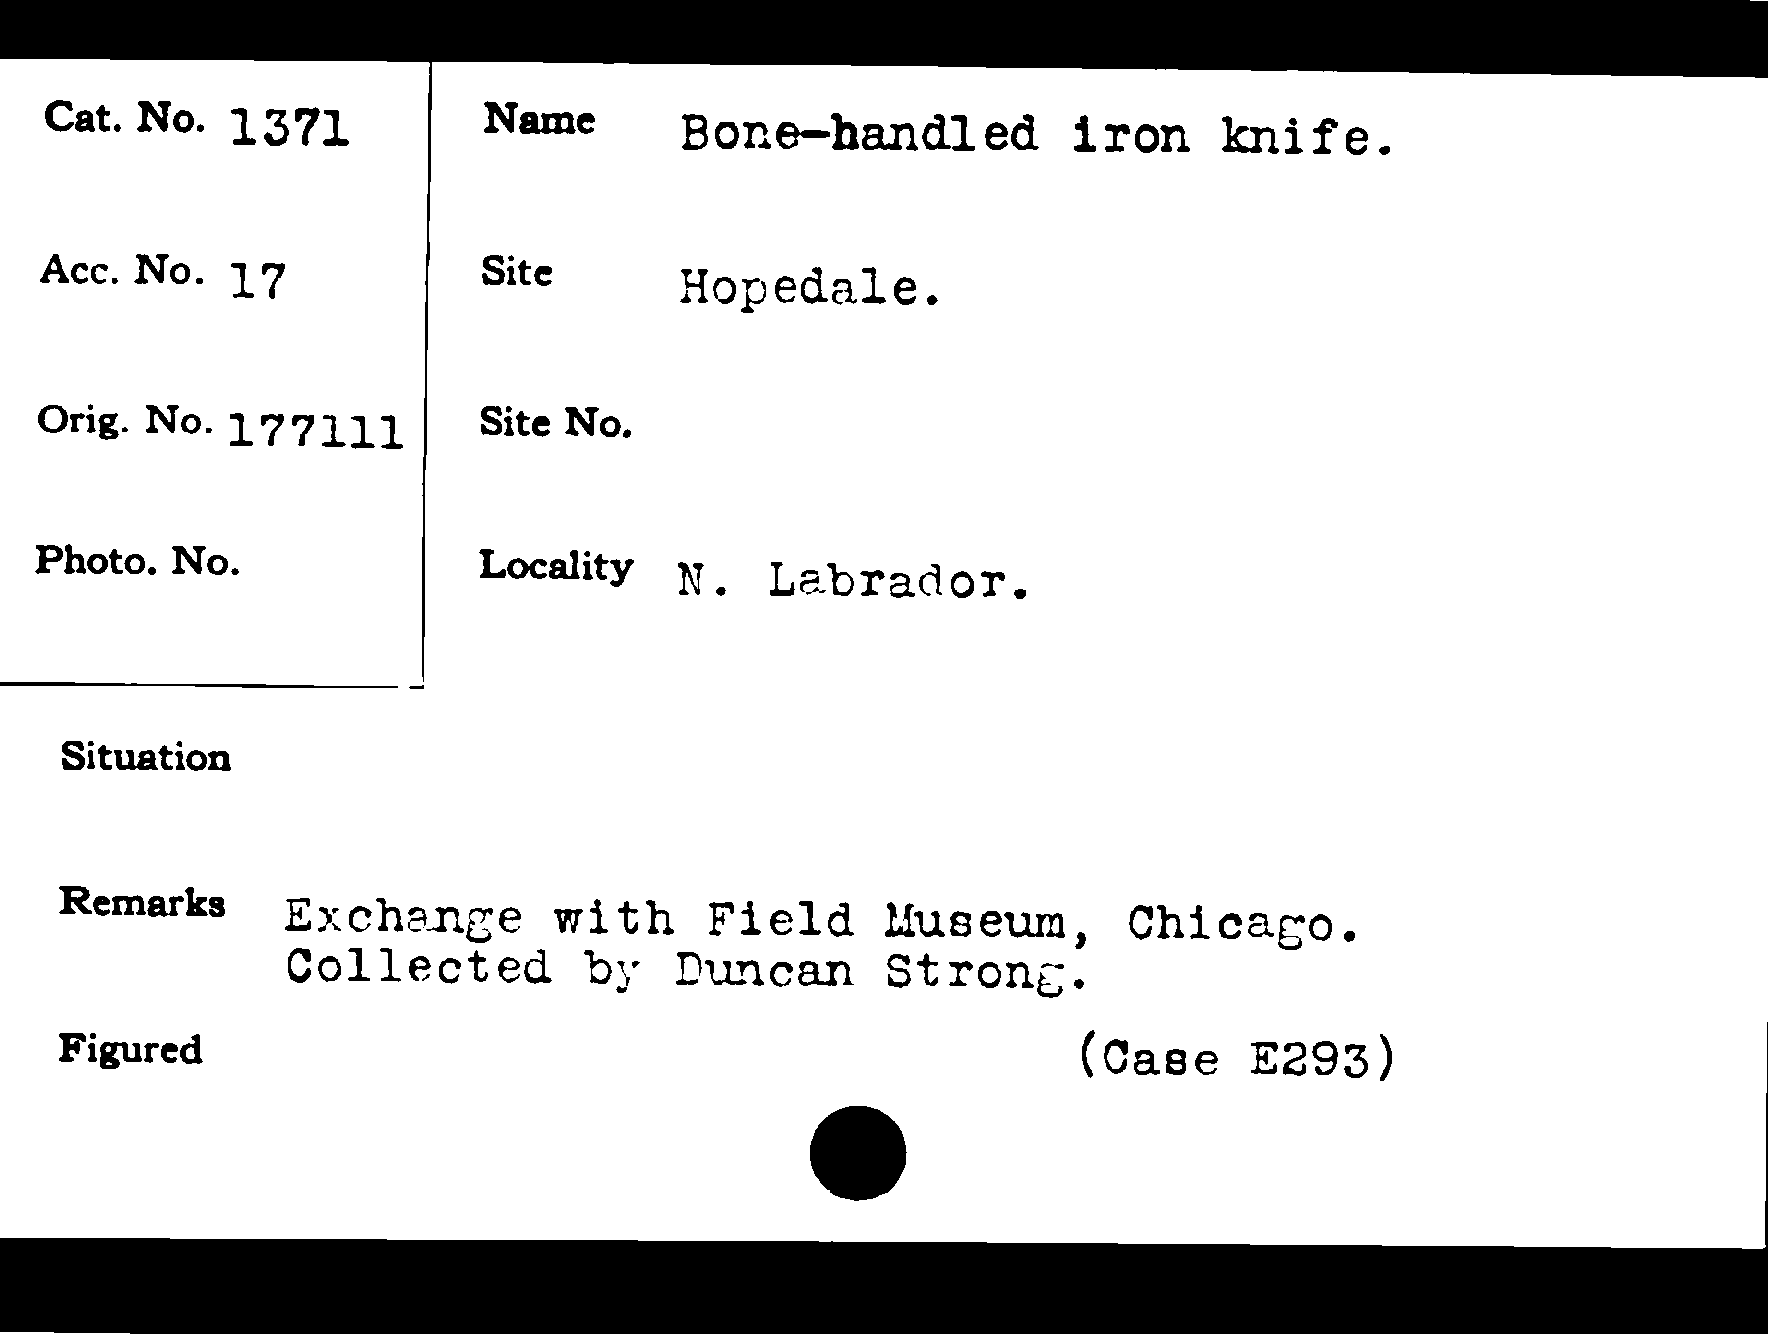 Cat. No. 1371
Name Bone-handled iron knife.
Acc. No. 17
Site Hopedale.
Orig. No. 177111
Site No.
Photo. No.
Locality N. Labrador.
Situation
Remarks Exchange with Field Museum, Chicago.
Collected by Duncan Strong.
Figured (Case E293)